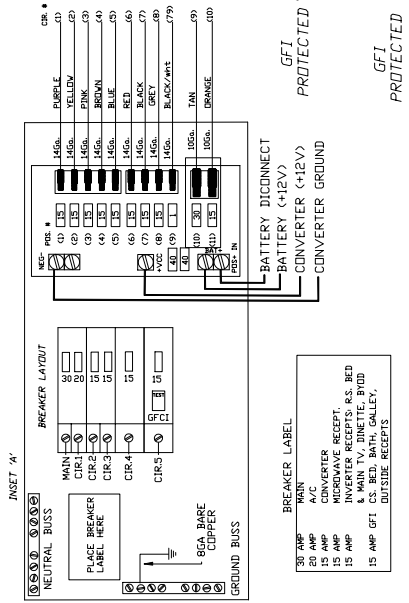 INSET 'A'
NEUTRAL BUSS
BREAKER LAYOUT
PLACE BREAKER
LABEL HERE
MAIN
CIR.1
CIR.2
CIR.3
CIR.4
CIR.5
30
20
15
15
15
15
TEST
GFCI
8GA BARE
COPPER
GROUND BUSS
BREAKER LABEL
30 AMP MAIN
20 AMP A/C
15 AMP CONVERTER
15 AMP MICROWAVE RECEPT.
15 AMP INVERTER RECEPTS: R.S. BED
& MAIN TV, DINETTE, BYOD
15 AMP GFI CS. BED, BATH, GALLEY,
OUTSIDE RECEPTS
NEG-
POS. #
(1) 15 14Ga. PURPLE (1)
(2) 15 14Ga. YELLOW (2)
(3) 15 14Ga. PINK (3)
(4) 15 14Ga. BROWN (4)
(5) 15 14Ga. BLUE (5)
(6) 15 14Ga. RED (6)
(7) 15 14Ga. BLACK (7)
(8) 15 14Ga. GREY (8)
(9) 1 14Ga. BLACK/wht (79)
(10) 30 10Ga. TAN (9)
(11) 15 10Ga. ORANGE (10)
CIR. #
+VCC
40
40
BAT+
POS+ IN
BATTERY DICONNECT
BATTERY (+12V)
CONVERTER (+12V)
CONVERTER GROUND
GFI
PROTECTED
GFI
PROTECTED